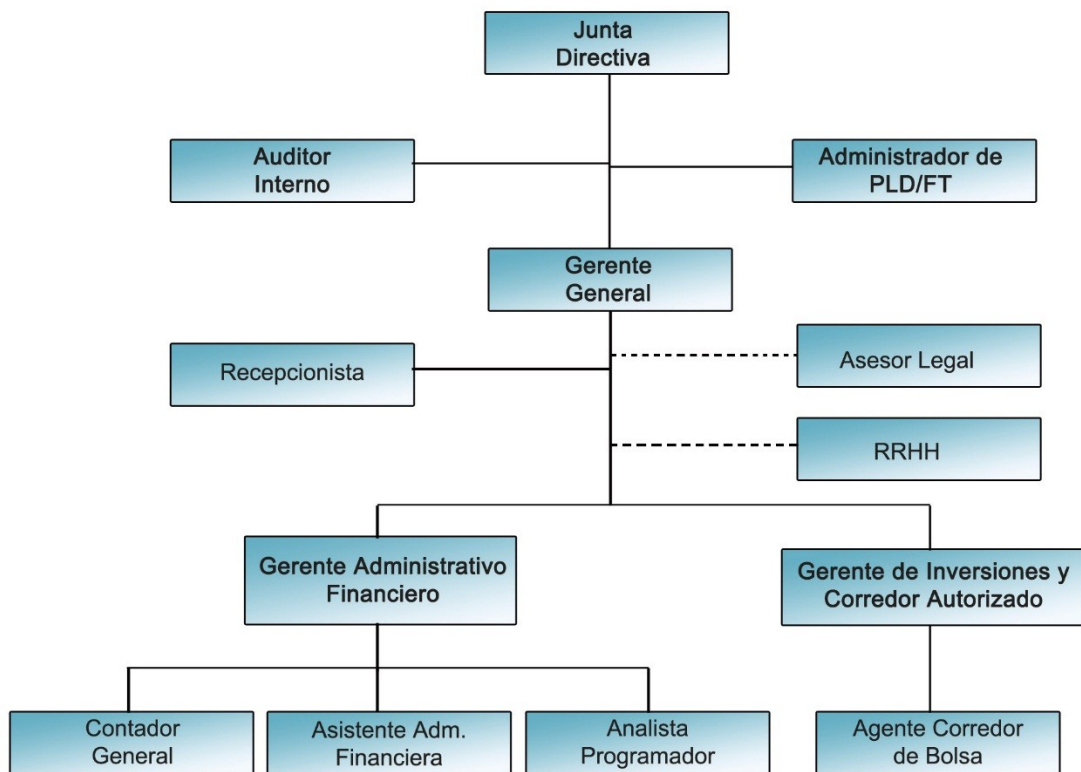 Junta
Directiva
Auditor
Interno
Administrador de
PLD/FT
Gerente
General
Recepcionista
Asesor Legal
RRHH
Gerente Administrativo
Financiero
Gerente de Inversiones y
Corredor Autorizado
Contador
General
Asistente Adm.
Financiera
Analista
Programador
Agente Corredor
de Bolsa